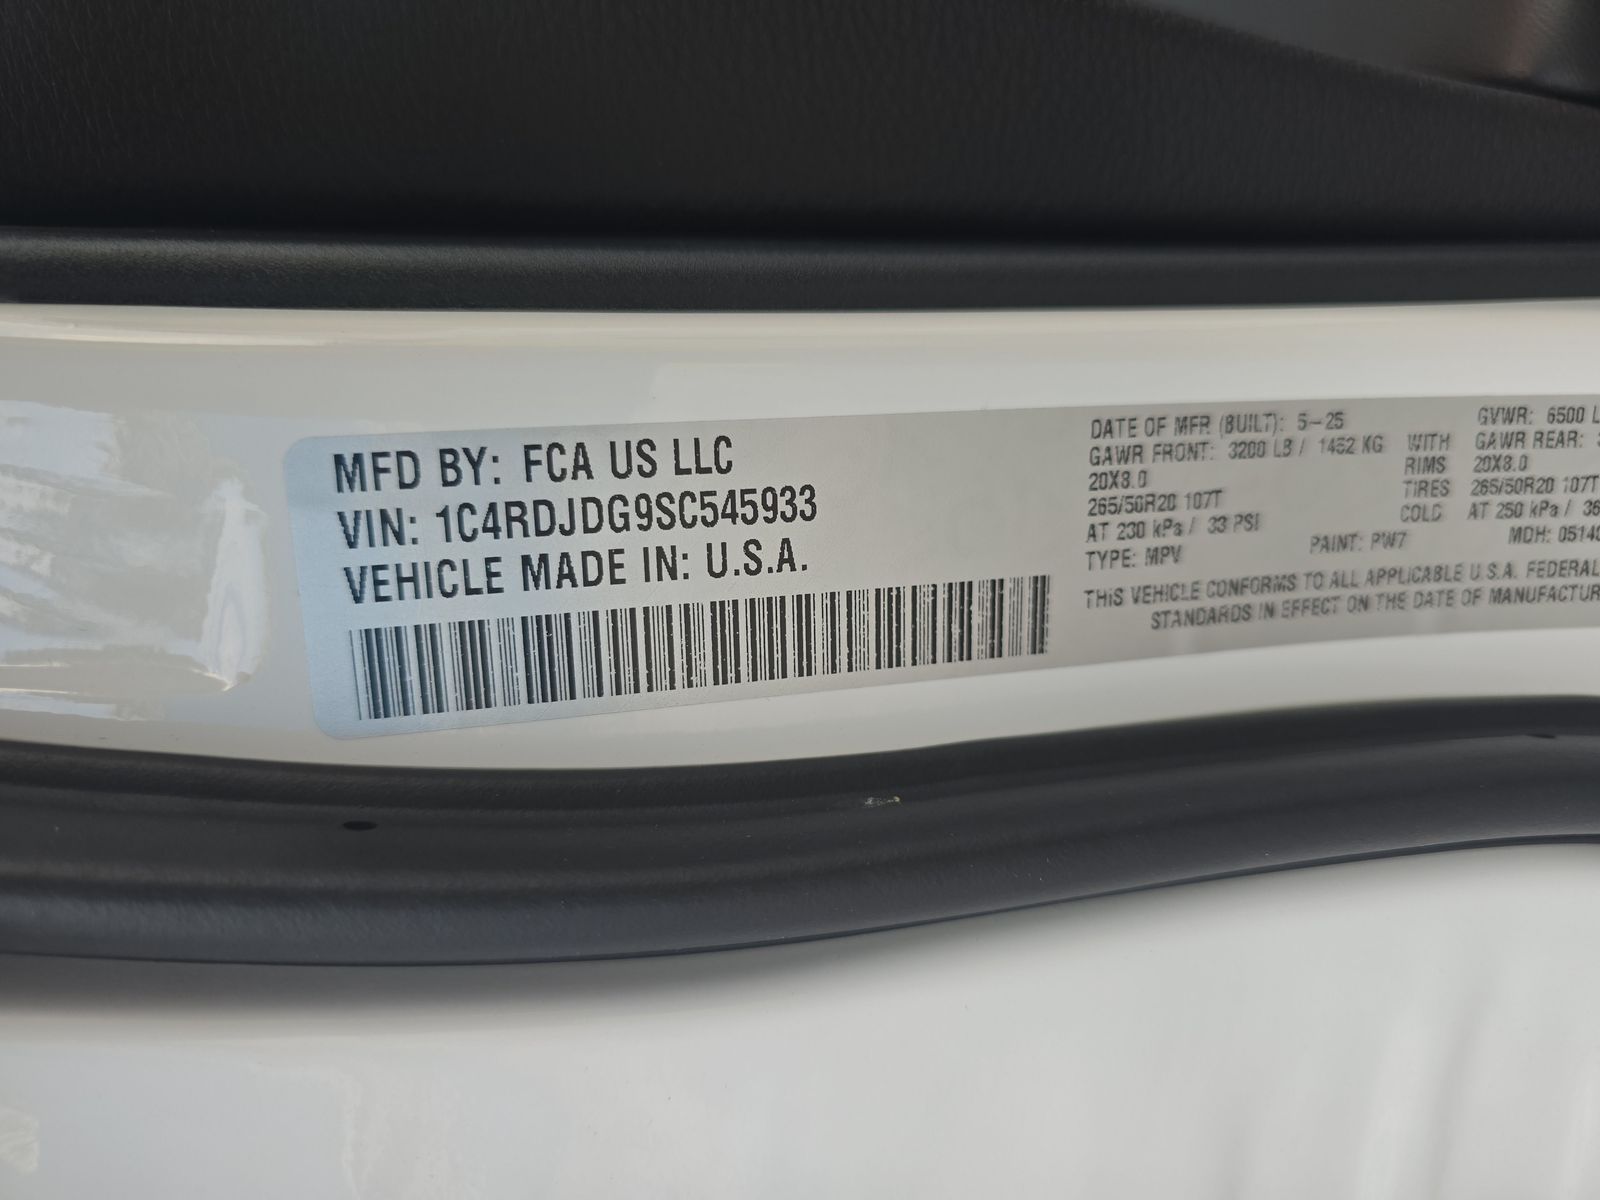 MFD BY: FCA US LLC
VIN: 1C4RDJDG9SC545933
VEHICLE MADE IN: U.S.A.
DATE OF MFR (BUILT): 5-25 GVWR: 6500 L
GAWR FRONT: 3200 LB / 1452 KG WITH GAWR REAR:
20X8.0 RIMS 20X8.0
265/50R20 107T TIRES 265/50R20 107T
AT 230 kPa / 33 PSI COLD AT 250 kPa / 36
TYPE: MPV PAINT: PW7 MDH: 0514
THIS VEHICLE CONFORMS TO ALL APPLICABLE U.S.A. FEDERAL
STANDARDS IN EFFECT ON THE DATE OF MANUFACTUR